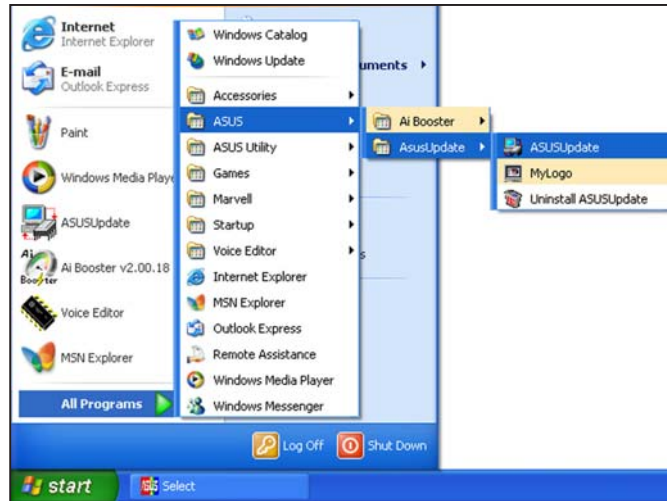 Internet
Internet Explorer
E-mail
Outlook Express
Paint
Windows Media Playe
ASUSUpdate
Ai Booster
Ai Booster v2.00.18
Voice Editor
MSN Explorer
All Programs
Windows Catalog
Windows Update
Accessories
ASUS
ASUS Utility
Games
Marvell
Startup
Voice Editor
Internet Explorer
MSN Explorer
Outlook Express
Remote Assistance
Windows Media Player
Windows Messenger
uments
s
Ai Booster
AsusUpdate
ASUSUpdate
MyLogo
Uninstall ASUSUpdate
Log Off
Shut Down
start
Select